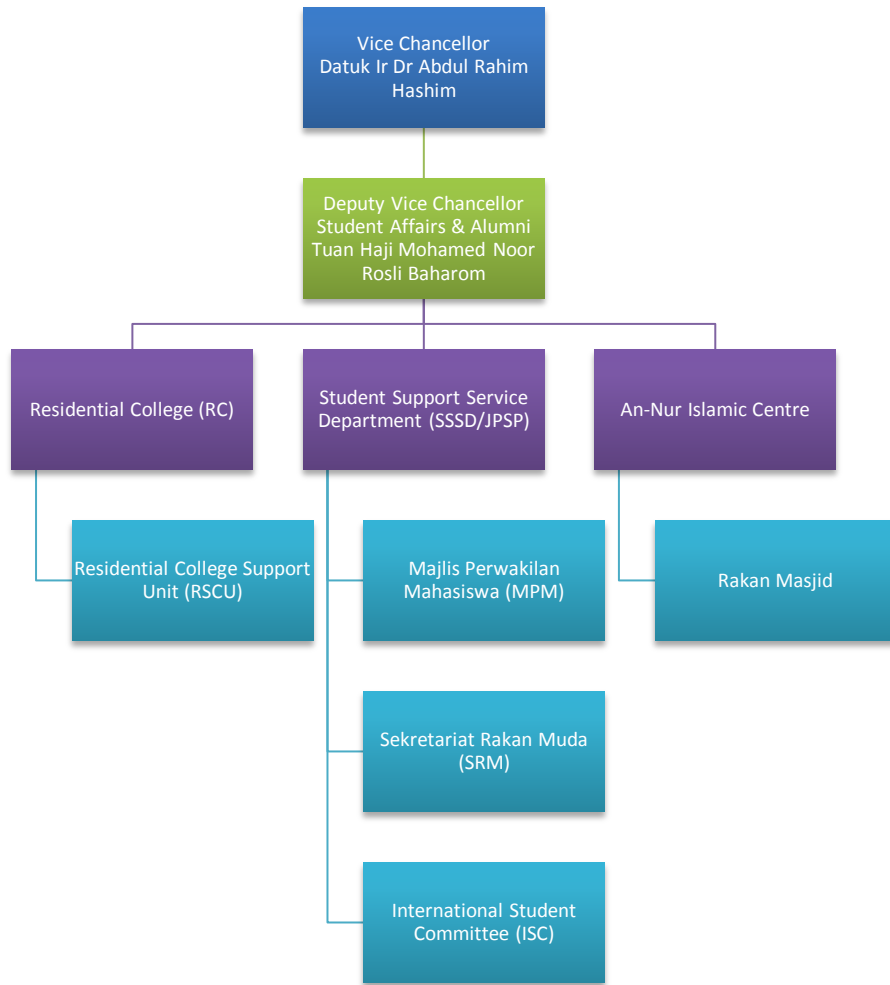 Vice Chancellor
Datuk Ir Dr Abdul Rahim
Hashim
Deputy Vice Chancellor
Student Affairs & Alumni
Tuan Haji Mohamed Noor
Rosli Baharom
Residential College (RC)
Student Support Service
Department (SSSD/JPSP)
An-Nur Islamic Centre
Residential College Support
Unit (RSCU)
Majlis Perwakilan
Mahasiswa (MPM)
Rakan Masjid
Sekretariat Rakan Muda
(SRM)
International Student
Committee (ISC)